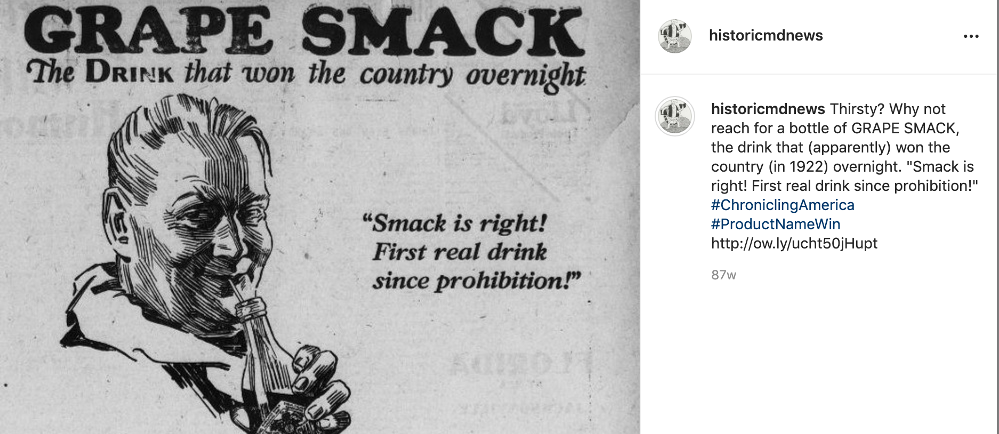 GRAPE SMACK
The DRINK that won the country overnight
"Smack is right!
First real drink
since prohibition!"
historicmdnews
historicmdnews Thirsty? Why not
reach for a bottle of GRAPE SMACK,
the drink that (apparently) won the
country (in 1922) overnight. "Smack is
right! First real drink since prohibition!"
#ChroniclingAmerica
#ProductNameWin
http://ow.ly/ucht50jHupt
87w